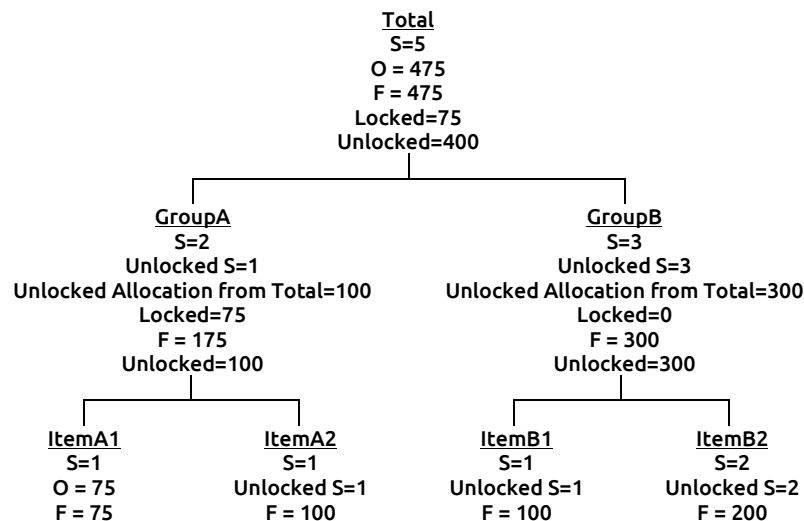 Total
S=5
O = 475
F = 475
Locked=75
Unlocked=400
GroupA
S=2
Unlocked S=1
Unlocked Allocation from Total=100
Locked=75
F = 175
Unlocked=100
GroupB
S=3
Unlocked S=3
Unlocked Allocation from Total=300
Locked=0
F = 300
Unlocked=300
ItemA1
S=1
O = 75
F = 75
ItemA2
S=1
Unlocked S=1
F = 100
ItemB1
S=1
Unlocked S=1
F = 100
ItemB2
S=2
Unlocked S=2
F = 200